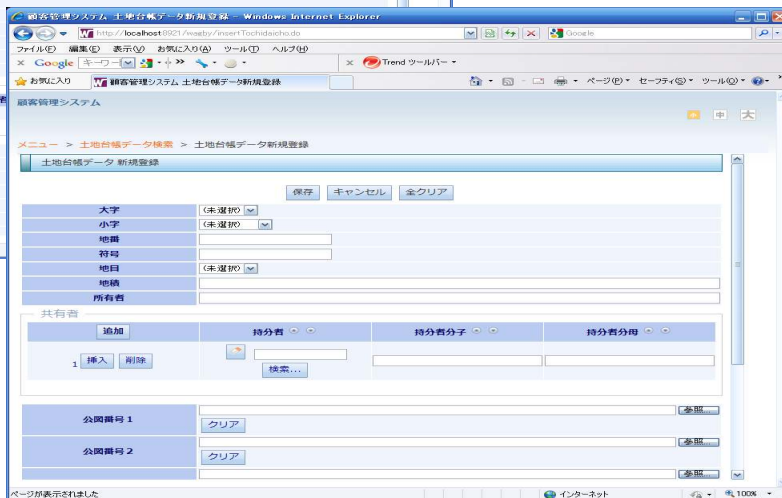 顧客管理システム 土地台帳データ新規登録 - Windows Internet Explorer
http://localhost:8921/wagby/insertTochidaicho.do
Google
ファイル(F) 編集(E) 表示(V) お気に入り(A) ツール(T) ヘルプ(H)
× Google キーワード × Trend ツールバー
お気に入り 顧客管理システム 土地台帳データ新規登録 ページ(P) セーフティ(S) ツール(O)
顧客管理システム
中 大
メニュー > 土地台帳データ検索 > 土地台帳データ新規登録
土地台帳データ 新規登録
保存 キャンセル 全クリア
大字 (未選択)
小字 (未選択)
地番
符号
地目 (未選択)
地積
所有者
共有者
追加 持分者 持分者分子 持分者分母
1 挿入 削除 検索...
公図番号1 参照... クリア
公図番号2 参照... クリア
参照...
ページが表示されました インターネット 100%